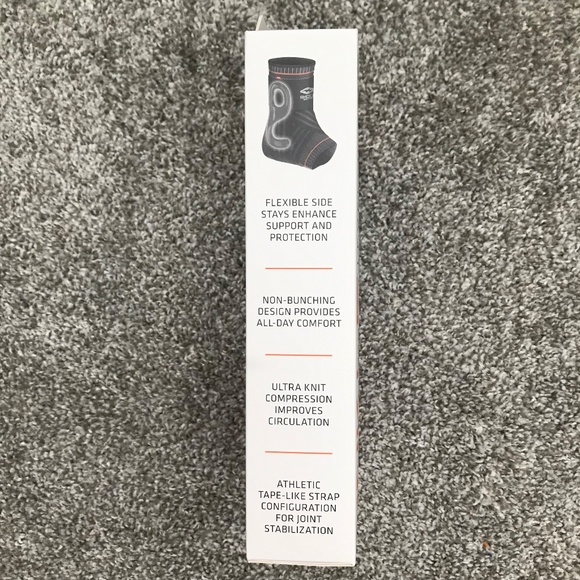 FLEXIBLE SIDE
STAYS ENHANCE
SUPPORT AND
PROTECTION
NON-BUNCHING
DESIGN PROVIDES
ALL-DAY COMFORT
ULTRA KNIT
COMPRESSION
IMPROVES
CIRCULATION
ATHLETIC
TAPE-LIKE STRAP
CONFIGURATION
FOR JOINT
STABILIZATION